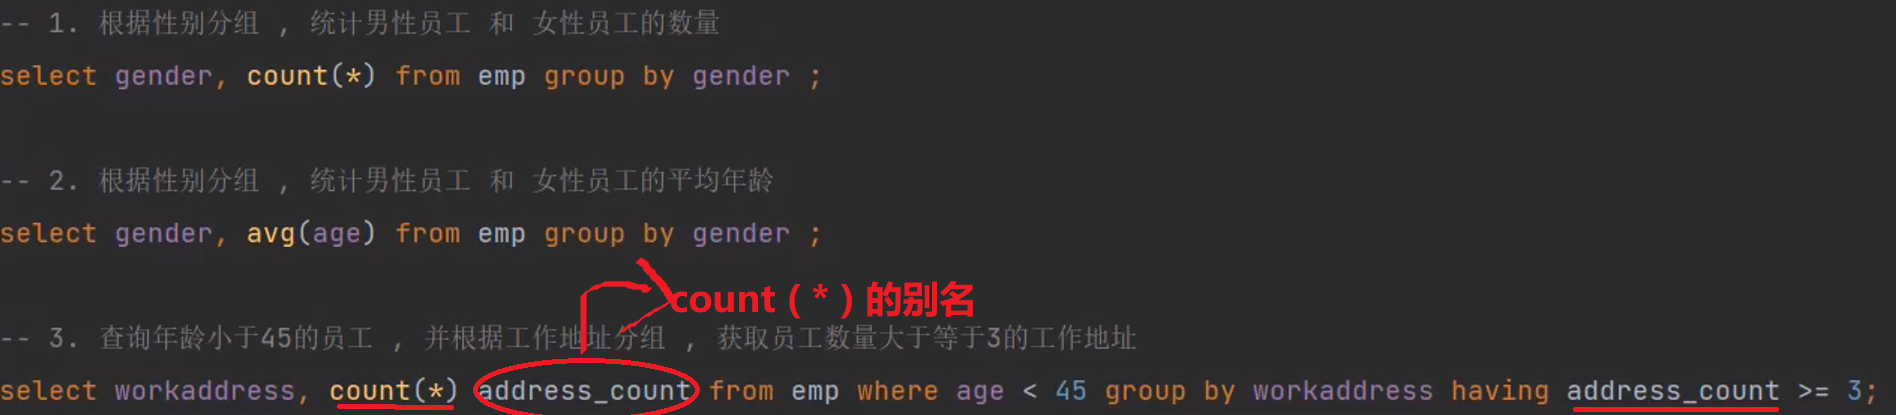 -- 1. 根据性别分组 , 统计男性员工 和 女性员工的数量
select gender, count(*) from emp group by gender ;
-- 2. 根据性别分组 , 统计男性员工 和 女性员工的平均年龄
select gender, avg(age) from emp group by gender ;
count(*)的别名
-- 3. 查询年龄小于45的员工 , 并根据工作地址分组 , 获取员工数量大于等于3的工作地址
select workaddress, count(*) address_count from emp where age < 45 group by workaddress having address_count >= 3;